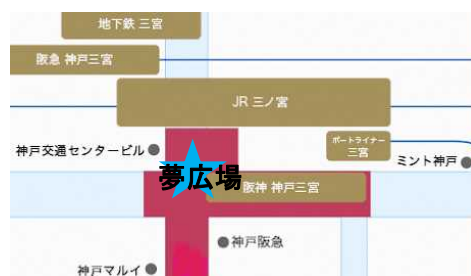 地下鉄 三宮
阪急 神戸三宮
JR 三ノ宮
神戸交通センタービル
ポートライナー
三宮
ミント神戸
夢広場
阪神 神戸三宮
神戸阪急
神戸マルイ